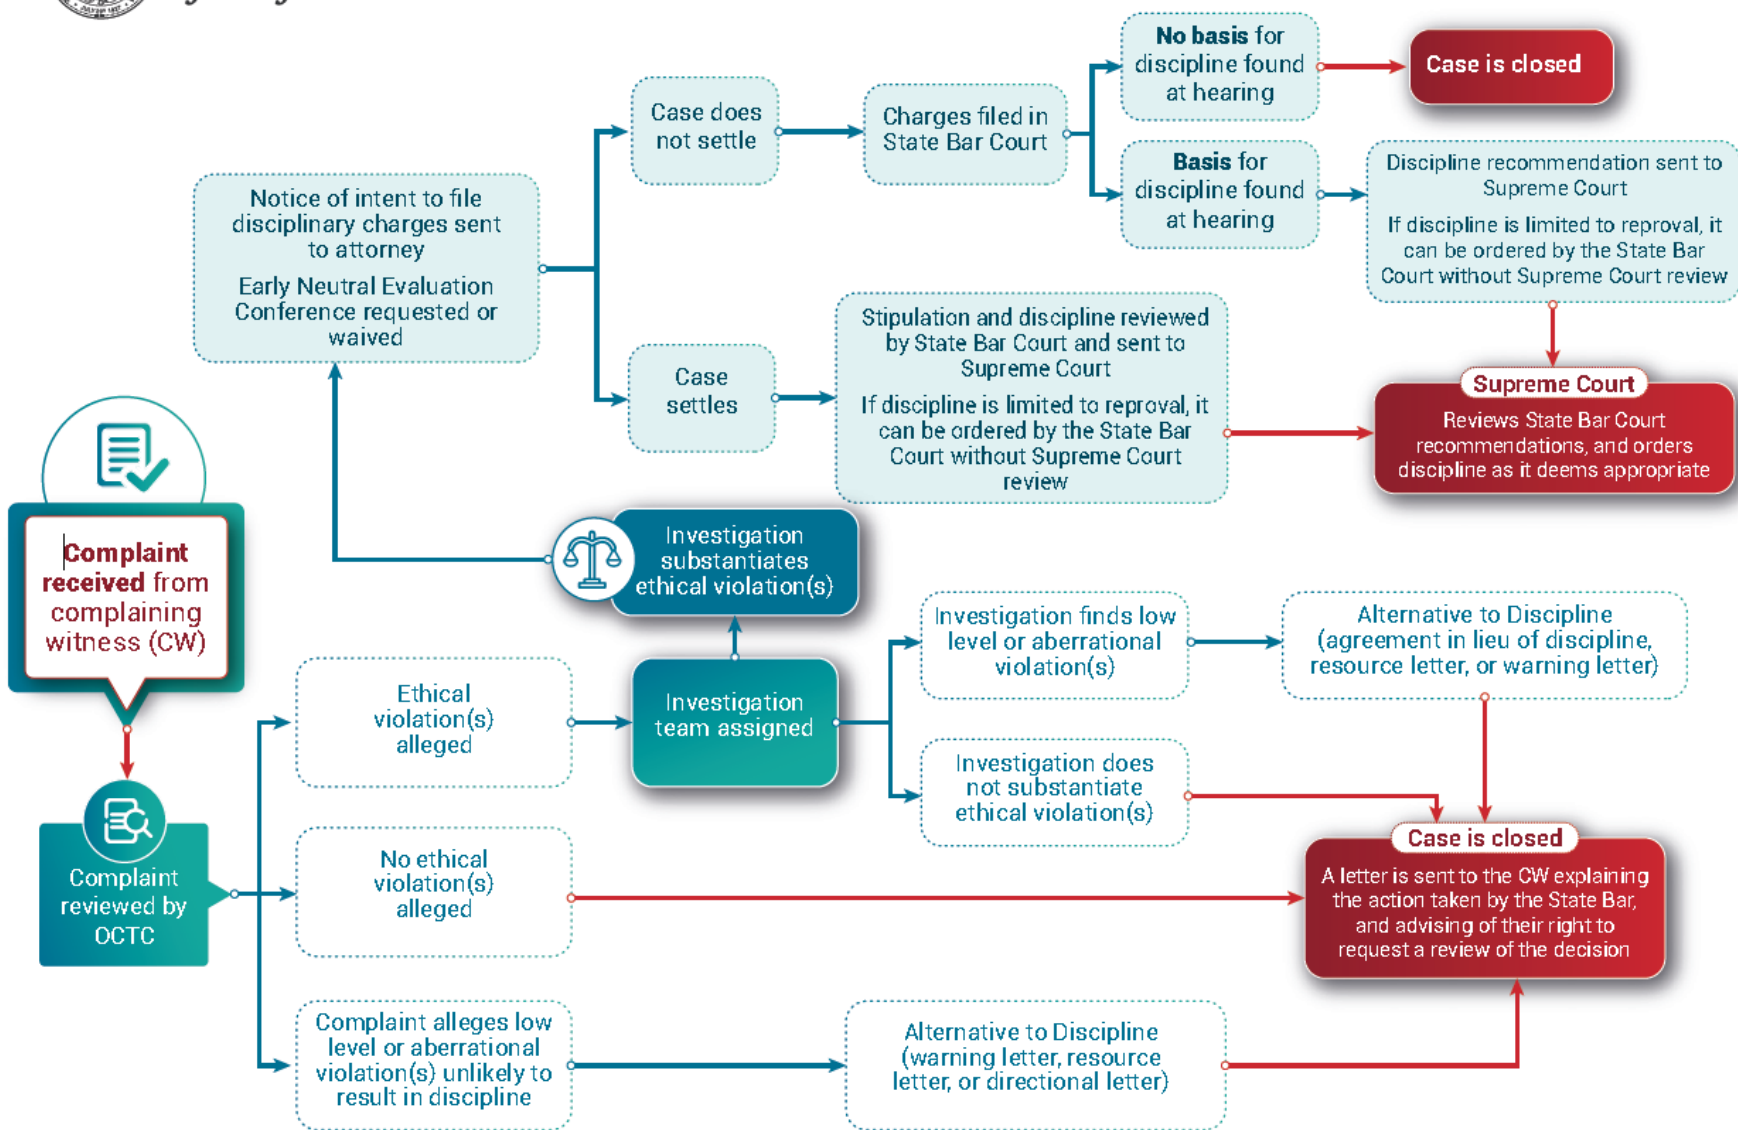 No basis for
discipline found
at hearing
Case is closed
Case does
not settle
Charges filed in
State Bar Court
Basis for
discipline found
at hearing
Discipline recommendation sent to
Supreme Court
If discipline is limited to reproval, it
can be ordered by the State Bar
Court without Supreme Court review
Notice of intent to file
disciplinary charges sent
to attorney
Early Neutral Evaluation
Conference requested or
waived
Case
settles
Stipulation and discipline reviewed
by State Bar Court and sent to
Supreme Court
If discipline is limited to reproval, it
can be ordered by the State Bar
Court without Supreme Court
review
Supreme Court
Reviews State Bar Court
recommendations, and orders
discipline as it deems appropriate
Complaint
received from
complaining
witness (CW)
Investigation
substantiates
ethical violation(s)
Investigation finds low
level or aberrational
violation(s)
Alternative to Discipline
(agreement in lieu of discipline,
resource letter, or warning letter)
Ethical
violation(s)
alleged
Investigation
team assigned
Investigation does
not substantiate
ethical violation(s)
Complaint
reviewed by
OCTC
No ethical
violation(s)
alleged
Case is closed
A letter is sent to the CW explaining
the action taken by the State Bar,
and advising of their right to
request a review of the decision
Complaint alleges low
level or aberrational
violation(s) unlikely to
result in discipline
Alternative to Discipline
(warning letter, resource
letter, or directional letter)